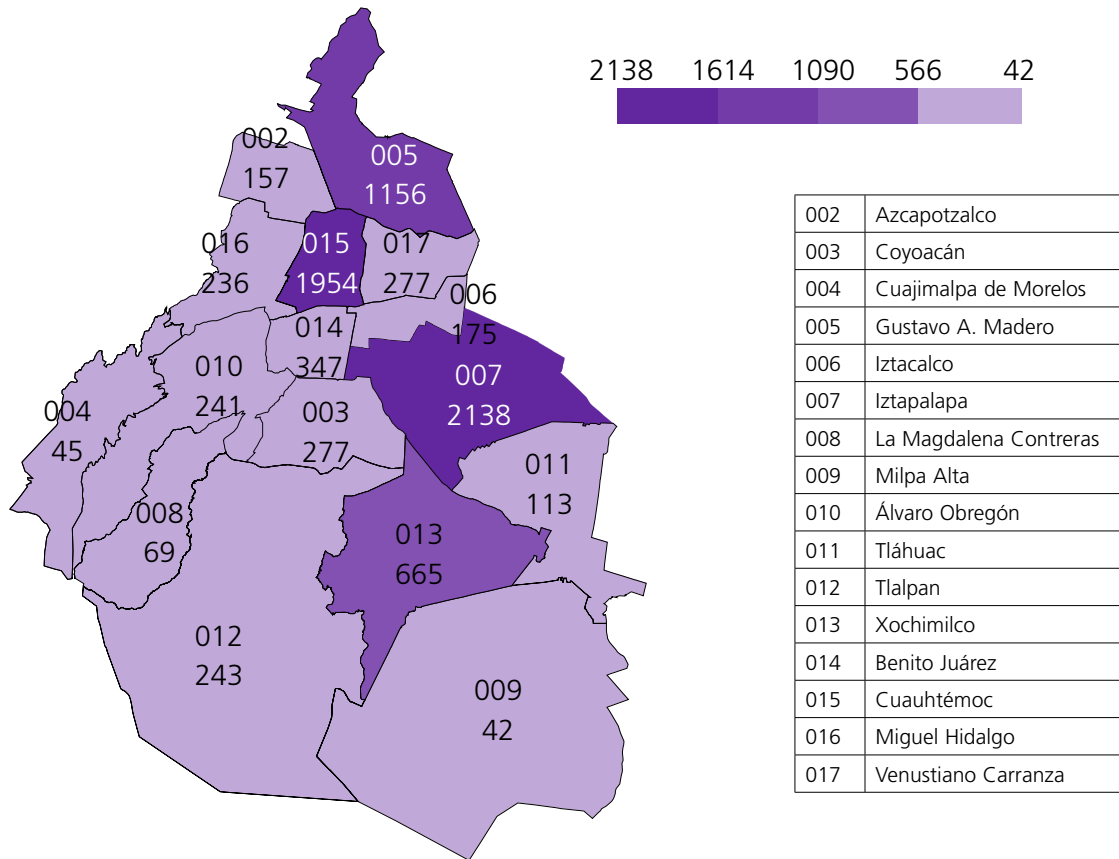 2138 1614 1090 566 42
002
157
005
1156
016
236
015
1954
017
277
006
175
014
347
010
241
007
2138
004
45
003
277
011
113
008
69
013
665
012
243
009
42
002 Azcapotzalco
003 Coyoacán
004 Cuajimalpa de Morelos
005 Gustavo A. Madero
006 Iztacalco
007 Iztapalapa
008 La Magdalena Contreras
009 Milpa Alta
010 Álvaro Obregón
011 Tláhuac
012 Tlalpan
013 Xochimilco
014 Benito Juárez
015 Cuauhtémoc
016 Miguel Hidalgo
017 Venustiano Carranza